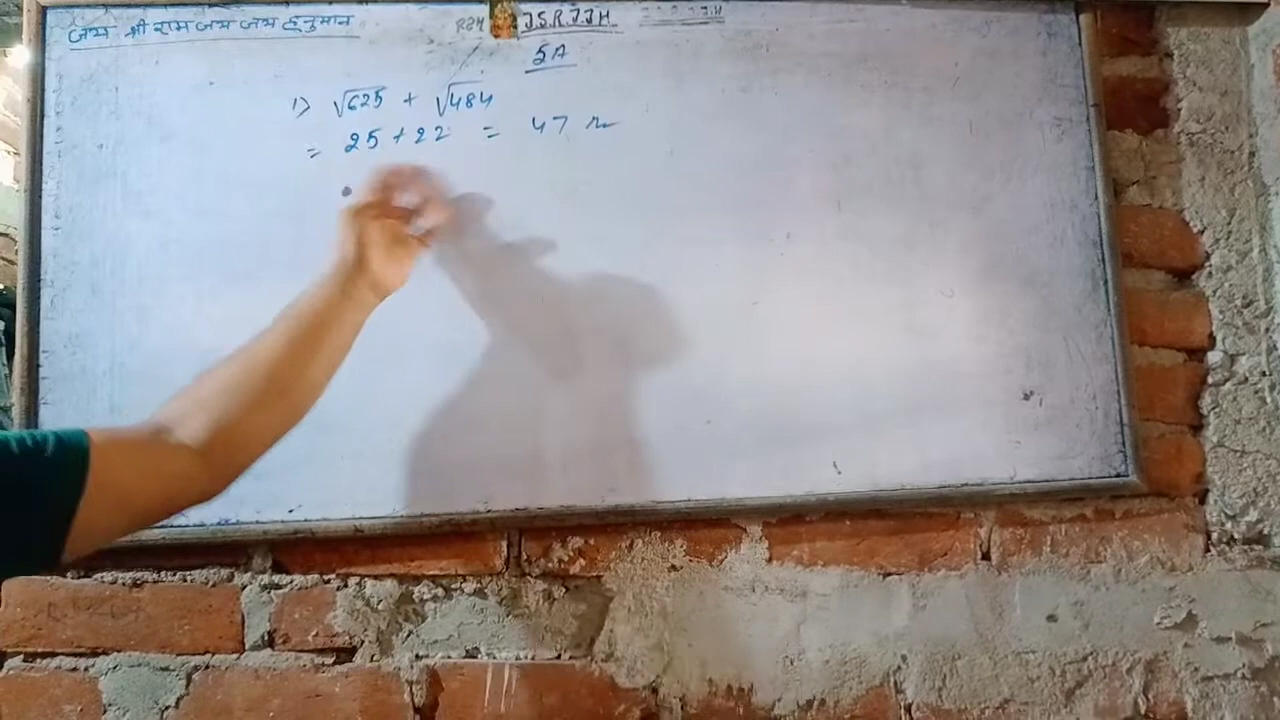 जय श्री राम जय जय हनुमान
J.S.R.J.J.H
5A
1) √625 + √484
= 25 + 22 = 47